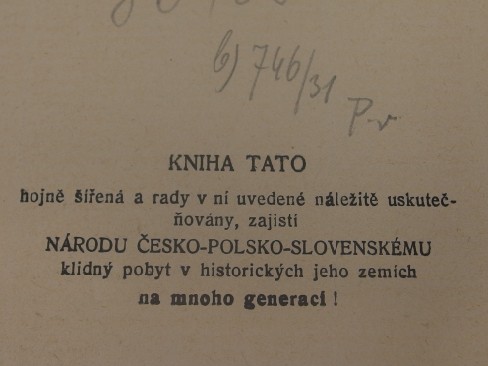 b) 746/31
KNIHA TATO
hojně šířená a rady v ní uvedené náležitě uskuteč-
ňovány, zajistí
NÁRODU ČESKO-POLSKO-SLOVENSKÉMU
klidný pobyt v historických jeho zemích
na mnoho generací !